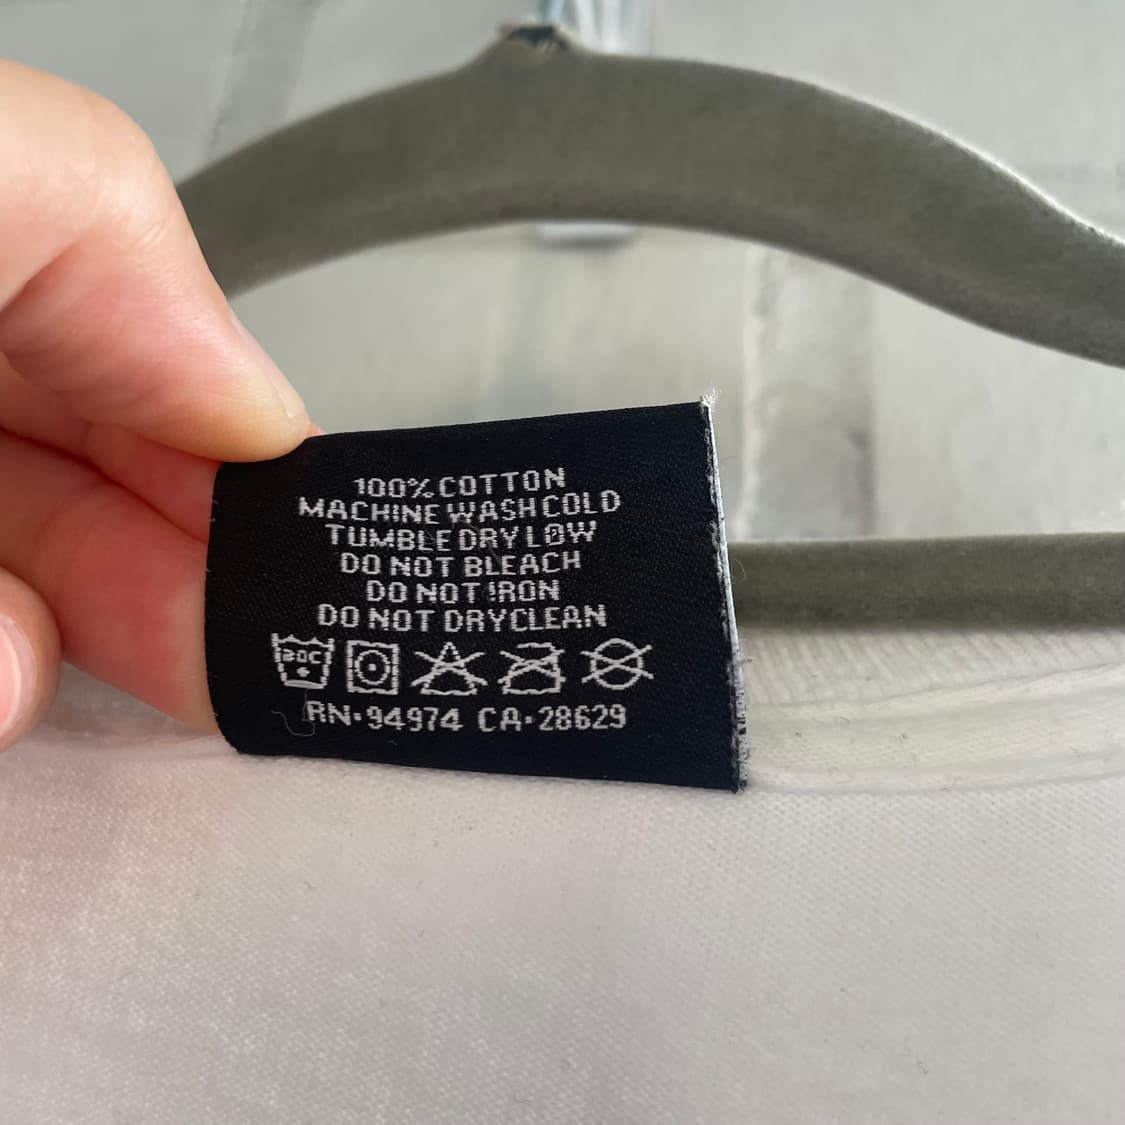 100% COTTON
MACHINE WASH COLD
TUMBLE DRY LOW
DO NOT BLEACH
DO NOT IRON
DO NOT DRYCLEAN
30C
RN·94974 CA·28629